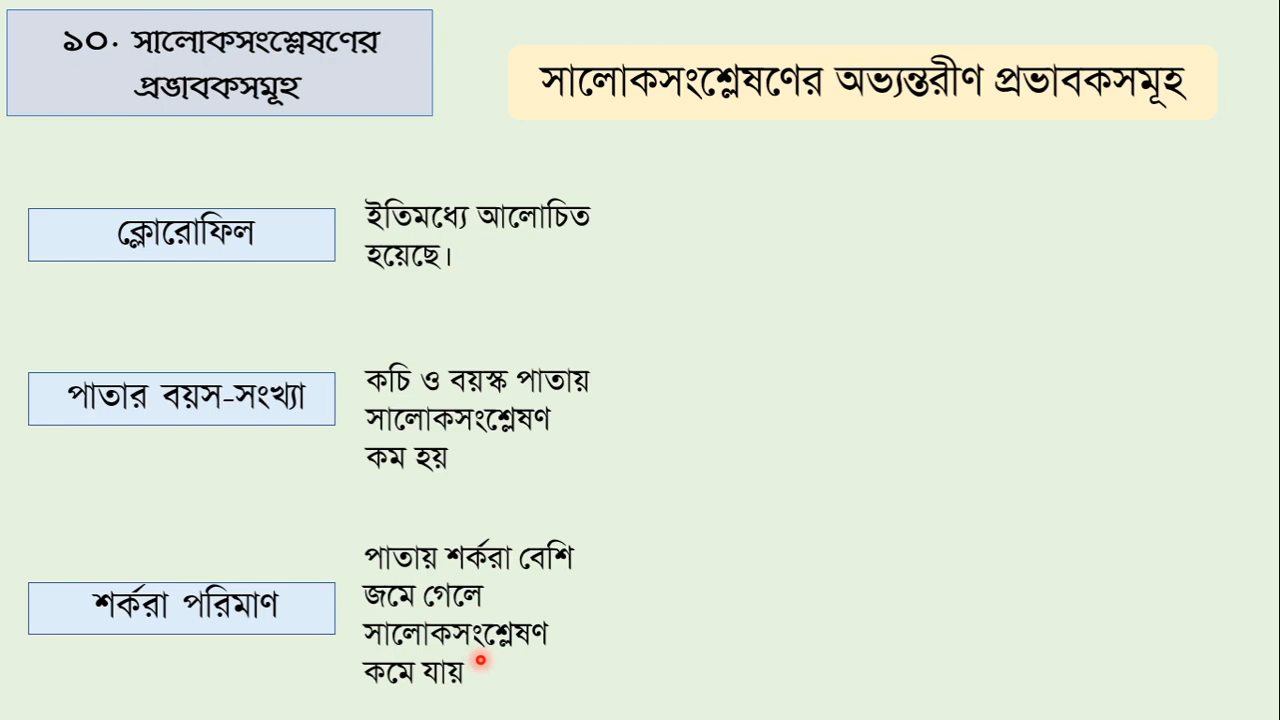 ১০. সালোকসংশ্লেষণের
প্রভাবকসমূহ
সালোকসংশ্লেষণের অভ্যন্তরীণ প্রভাবকসমূহ
ক্লোরোফিল
ইতিমধ্যে আলোচিত
হয়েছে।
পাতার বয়স-সংখ্যা
কচি ও বয়স্ক পাতায়
সালোকসংশ্লেষণ
কম হয়
শর্করা পরিমাণ
পাতায় শর্করা বেশি
জমে গেলে
সালোকসংশ্লেষণ
কমে যায়